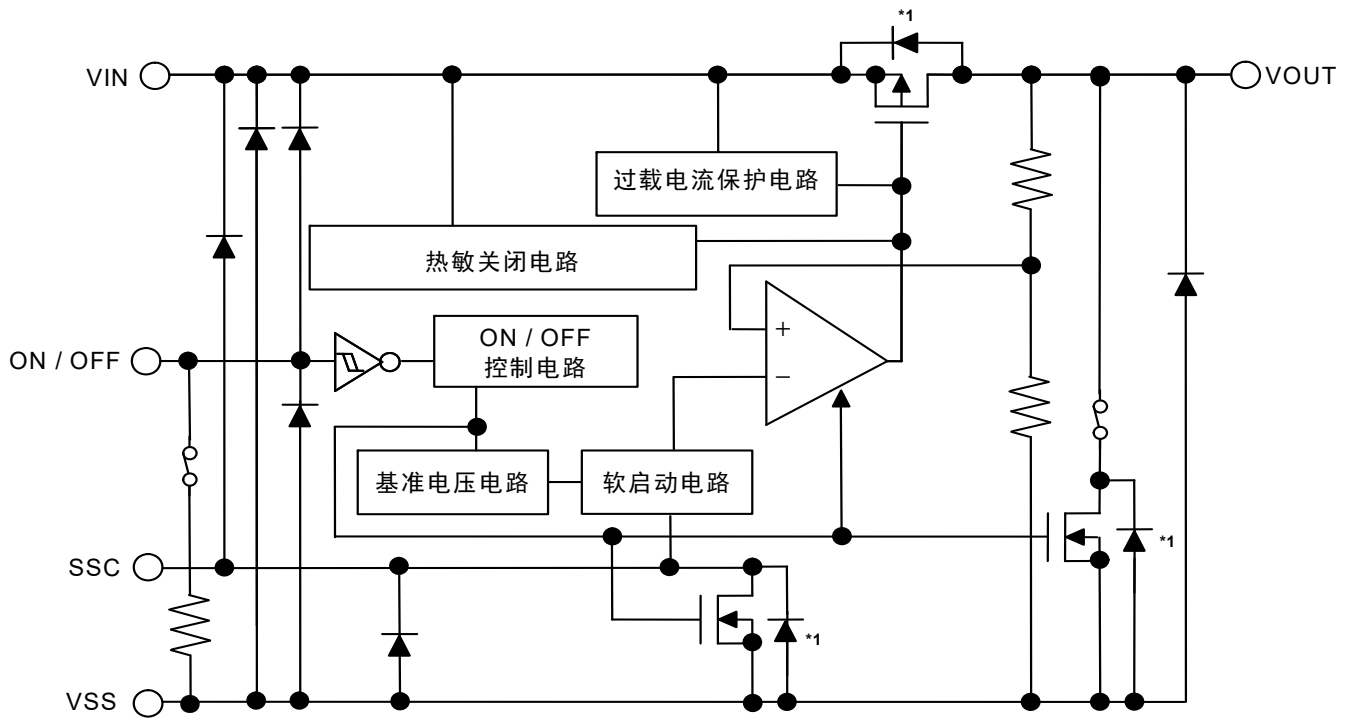 *1
VIN
VOUT
过载电流保护电路
热敏关闭电路
+
ON / OFF
ON / OFF
控制电路
−
基准电压电路
软启动电路
*1
SSC
*1
VSS